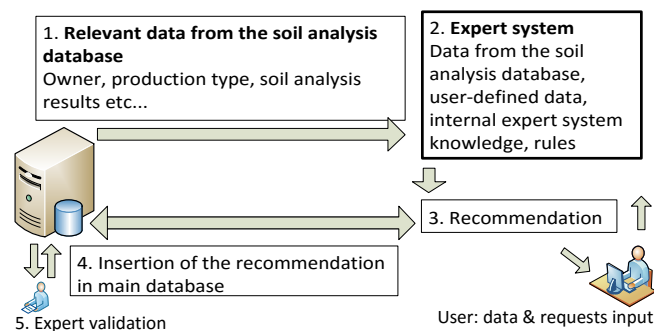 1. Relevant data from the soil analysis
database
Owner, production type, soil analysis
results etc...
2. Expert system
Data from the soil
analysis database,
user-defined data,
internal expert system
knowledge, rules
3. Recommendation
4. Insertion of the recommendation
in main database
5. Expert validation
User: data & requests input